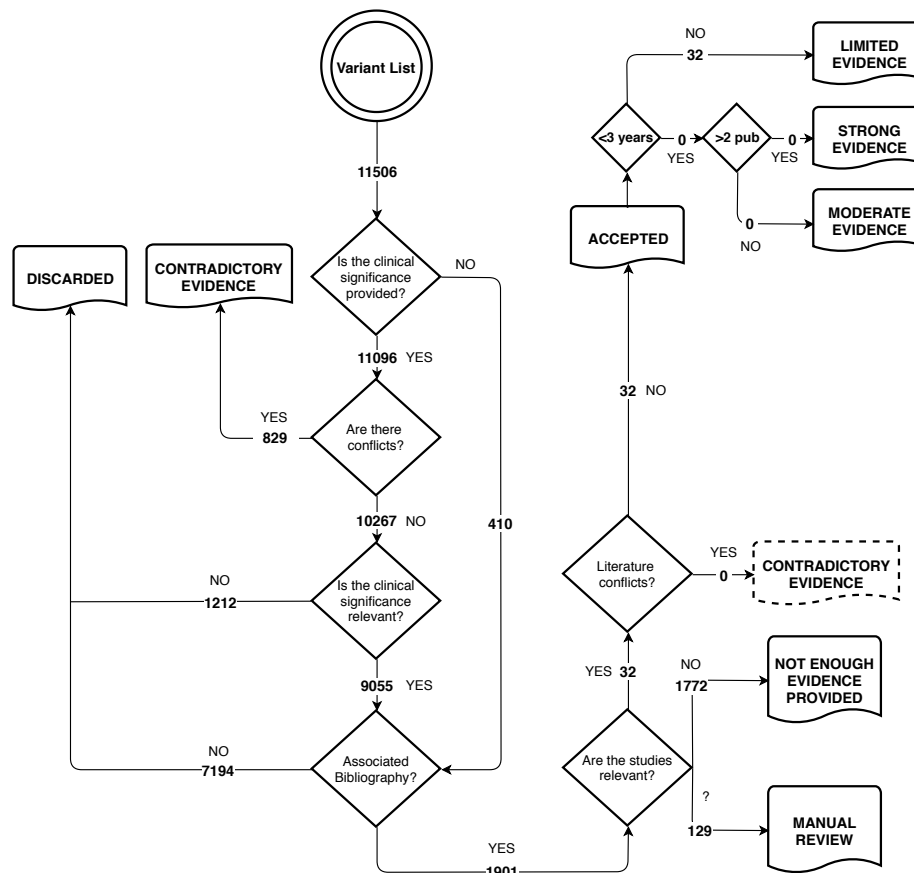 Variant List
11506
Is the clinical
significance
provided?
NO
410
11096 YES
Are there
conflicts?
YES
829
CONTRADICTORY
EVIDENCE
DISCARDED
10267 NO
Is the clinical
significance
relevant?
NO
1212
9055 YES
Associated
Bibliography?
NO
7194
YES
1901
Are the studies
relevant?
NO
1772
NOT ENOUGH
EVIDENCE
PROVIDED
?
129
MANUAL
REVIEW
YES 32
Literature
conflicts?
YES
0
CONTRADICTORY
EVIDENCE
32 NO
ACCEPTED
<3 years
NO
32
LIMITED
EVIDENCE
0
YES
>2 pub
0
YES
STRONG
EVIDENCE
0
NO
MODERATE
EVIDENCE